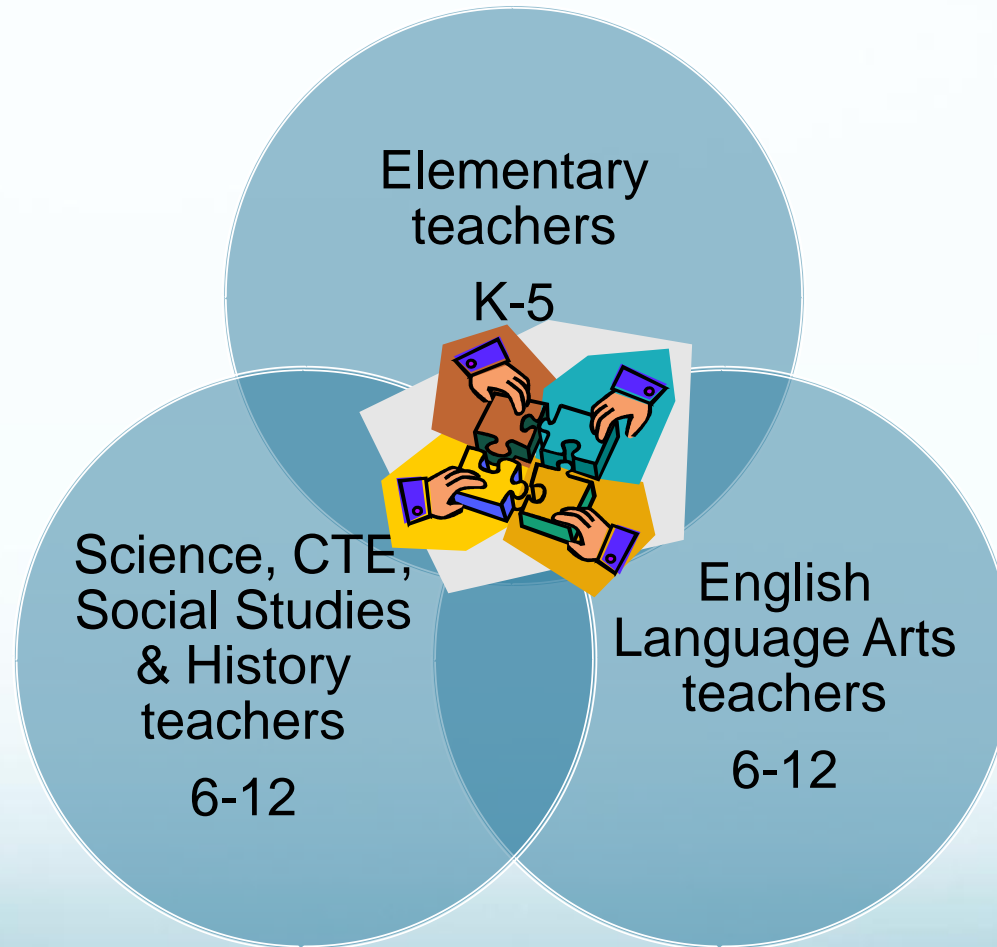 Elementary
teachers
K-5
Science, CTE,
Social Studies
& History
teachers
6-12
English
Language Arts
teachers
6-12